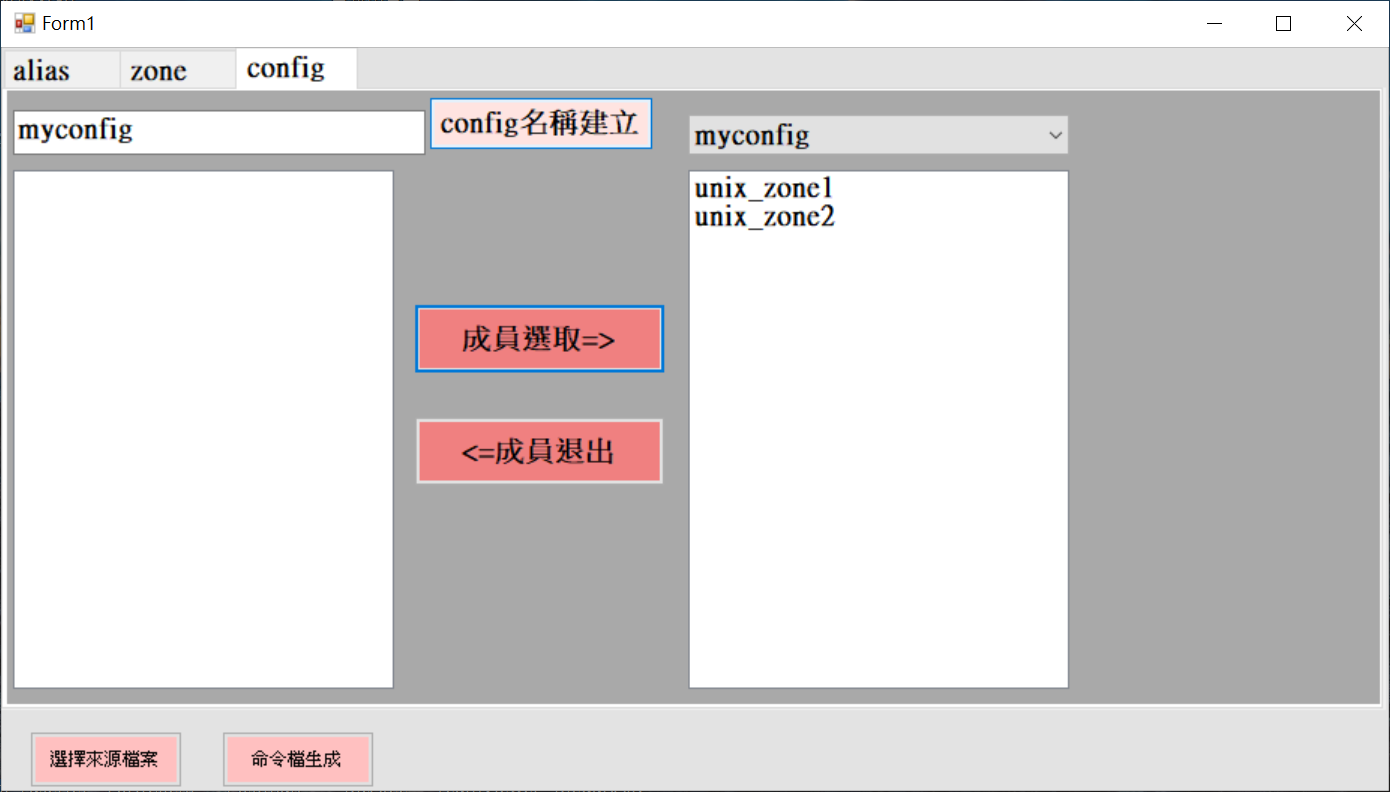 Form1
alias zone config
myconfig config名稱建立 myconfig
unix_zone1
unix_zone2
成員選取=>
<=成員退出
選擇來源檔案 命令檔生成